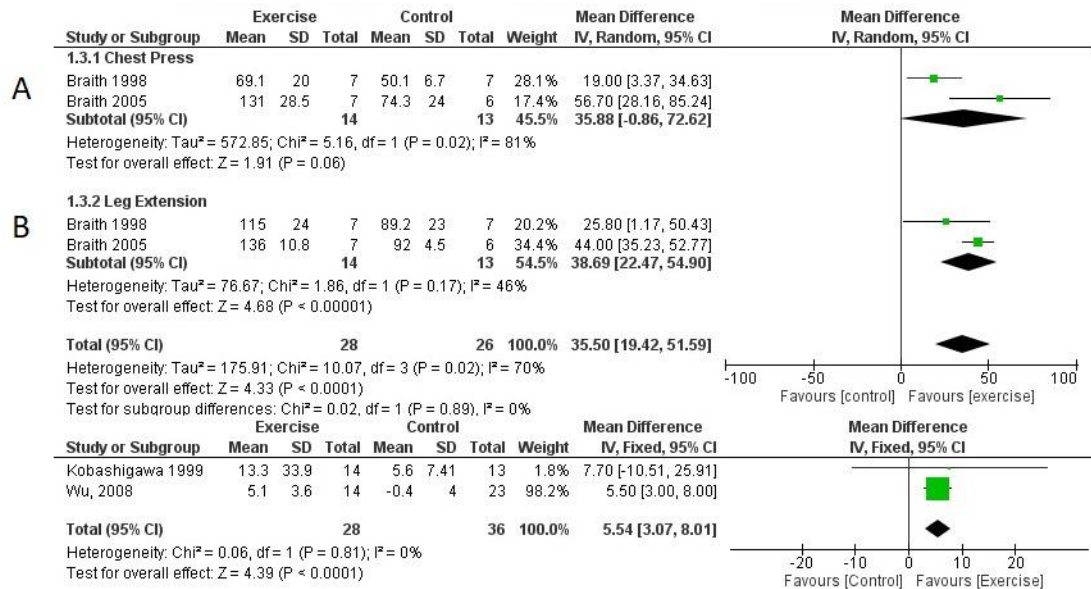 Exercise Control Mean Difference Mean Difference
Study or Subgroup Mean SD Total Mean SD Total Weight IV, Random, 95% CI IV, Random, 95% CI
1.3.1 Chest Press
A Braith 1998 69.1 20 7 50.1 6.7 7 28.1% 19.00 [3.37, 34.63]
Braith 2005 131 28.5 7 74.3 24 6 17.4% 56.70 [28.16, 85.24]
Subtotal (95% CI) 14 13 45.5% 35.88 [-0.86, 72.62]
Heterogeneity: Tau² = 572.85; Chi² = 5.16, df = 1 (P = 0.02); I² = 81%
Test for overall effect: Z = 1.91 (P = 0.06)
1.3.2 Leg Extension
B Braith 1998 115 24 7 89.2 23 7 20.2% 25.80 [1.17, 50.43]
Braith 2005 136 10.8 7 92 4.5 6 34.4% 44.00 [35.23, 52.77]
Subtotal (95% CI) 14 13 54.5% 38.69 [22.47, 54.90]
Heterogeneity: Tau² = 76.67; Chi² = 1.86, df = 1 (P = 0.17); I² = 46%
Test for overall effect: Z = 4.68 (P < 0.00001)
Total (95% CI) 28 26 100.0% 35.50 [19.42, 51.59]
Heterogeneity: Tau² = 175.91; Chi² = 10.07, df = 3 (P = 0.02); I² = 70%
Test for overall effect: Z = 4.33 (P < 0.0001)
Test for subgroup differences: Chi² = 0.02, df = 1 (P = 0.89), I² = 0%
-100 -50 0 50 100
Favours [control] Favours [exercise]
Exercise Control Mean Difference Mean Difference
Study or Subgroup Mean SD Total Mean SD Total Weight IV, Fixed, 95% CI IV, Fixed, 95% CI
Kobashigawa 1999 13.3 33.9 14 5.6 7.41 13 1.8% 7.70 [-10.51, 25.91]
Wu, 2008 5.1 3.6 14 -0.4 4 23 98.2% 5.50 [3.00, 8.00]
Total (95% CI) 28 36 100.0% 5.54 [3.07, 8.01]
Heterogeneity: Chi² = 0.06, df = 1 (P = 0.81); I² = 0%
Test for overall effect: Z = 4.39 (P < 0.0001)
-20 -10 0 10 20
Favours [Control] Favours [Exercise]